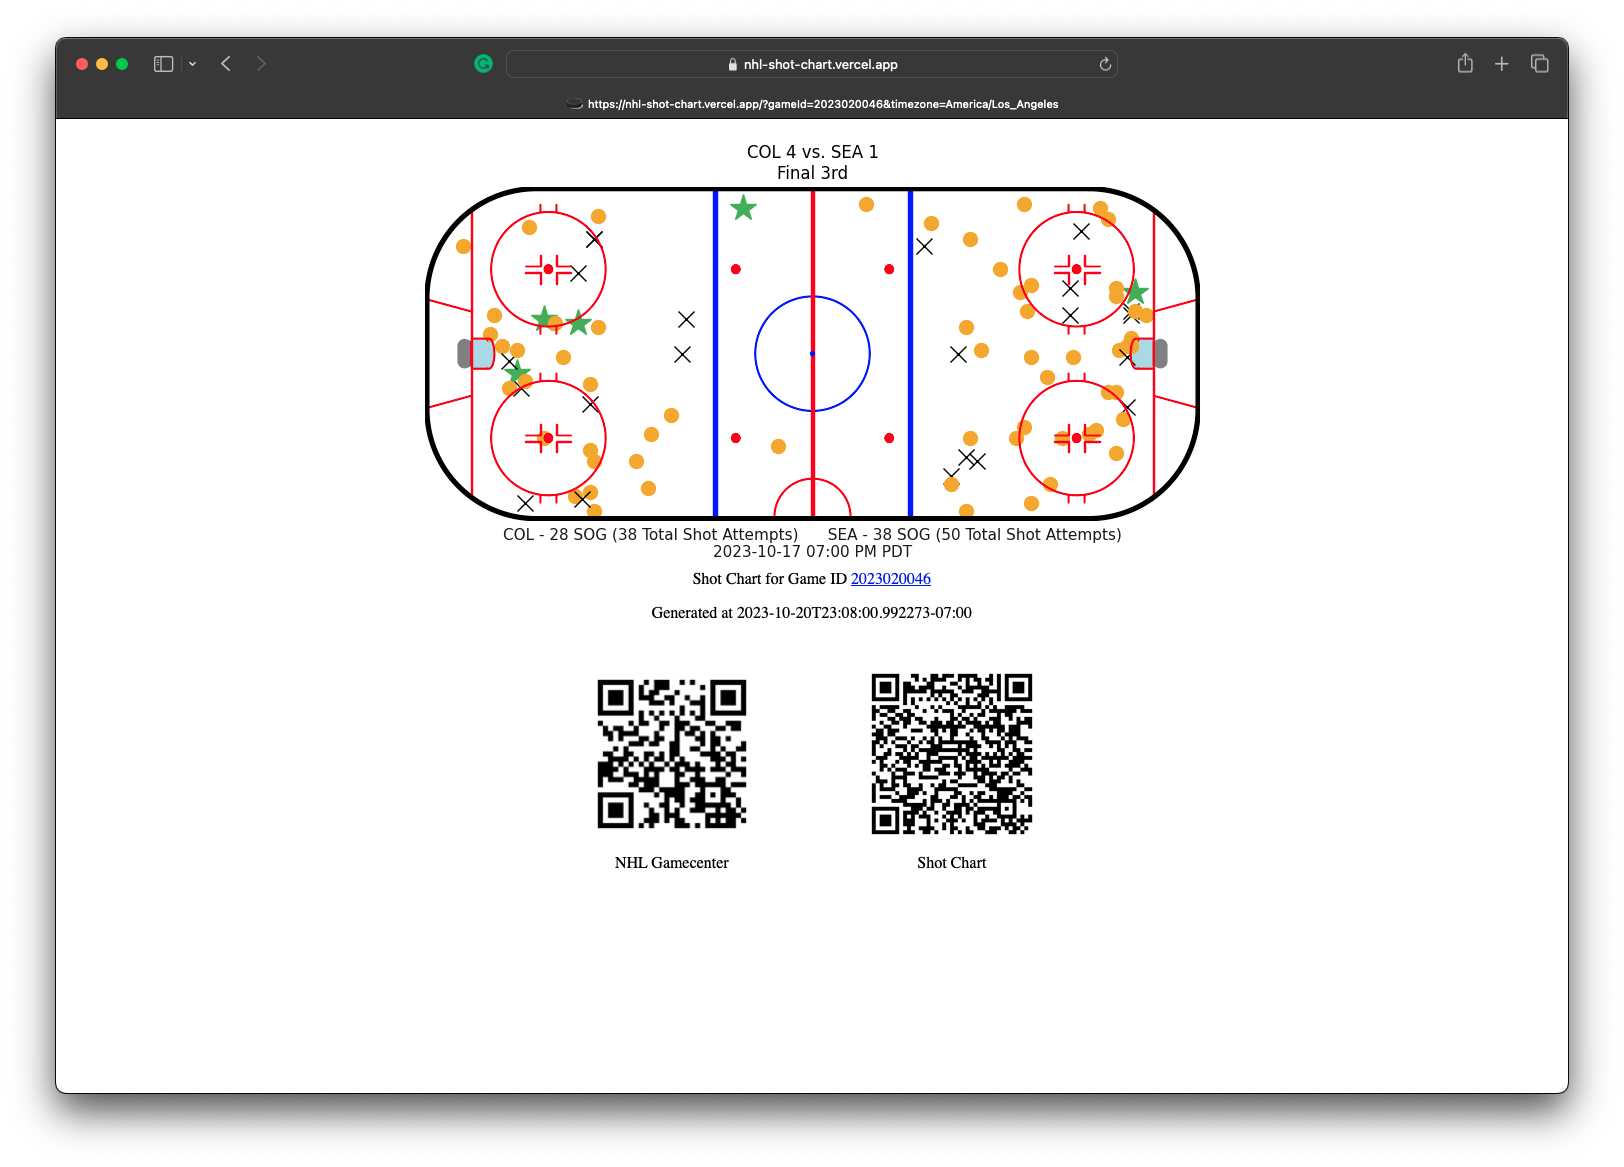 nhl-shot-chart.vercel.app
https://nhl-shot-chart.vercel.app/?gameId=2023020046&timezone=America/Los_Angeles
COL 4 vs. SEA 1
Final 3rd
COL - 28 SOG (38 Total Shot Attempts) SEA - 38 SOG (50 Total Shot Attempts)
2023-10-17 07:00 PM PDT
Shot Chart for Game ID 2023020046
Generated at 2023-10-20T23:08:00.992273-07:00
NHL Gamecenter Shot Chart